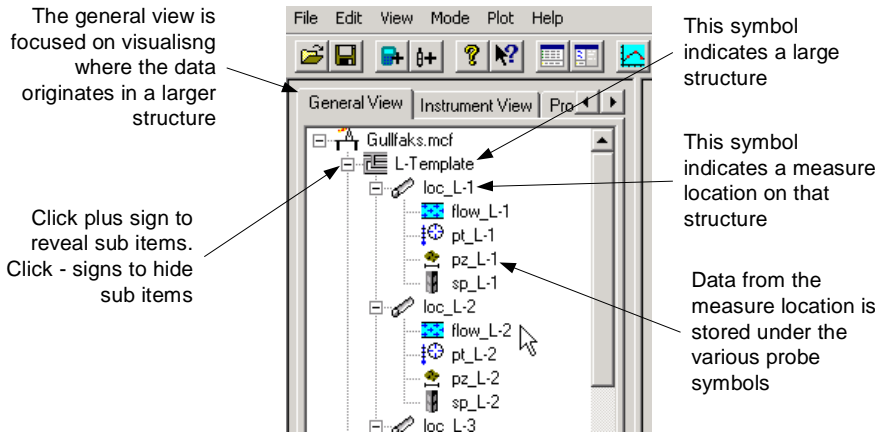 The general view is
focused on visualisng
where the data
originates in a larger
structure
Click plus sign to
reveal sub items.
Click - signs to hide
sub items
File Edit View Mode Plot Help
General View Instrument View Pro
Gullfaks.mcf
L-Template
loc_L-1
flow_L-1
pt_L-1
pz_L-1
sp_L-1
loc_L-2
flow_L-2
pt_L-2
pz_L-2
sp_L-2
loc_L-3
This symbol
indicates a large
structure
This symbol
indicates a measure
location on that
structure
Data from the
measure location is
stored under the
various probe
symbols